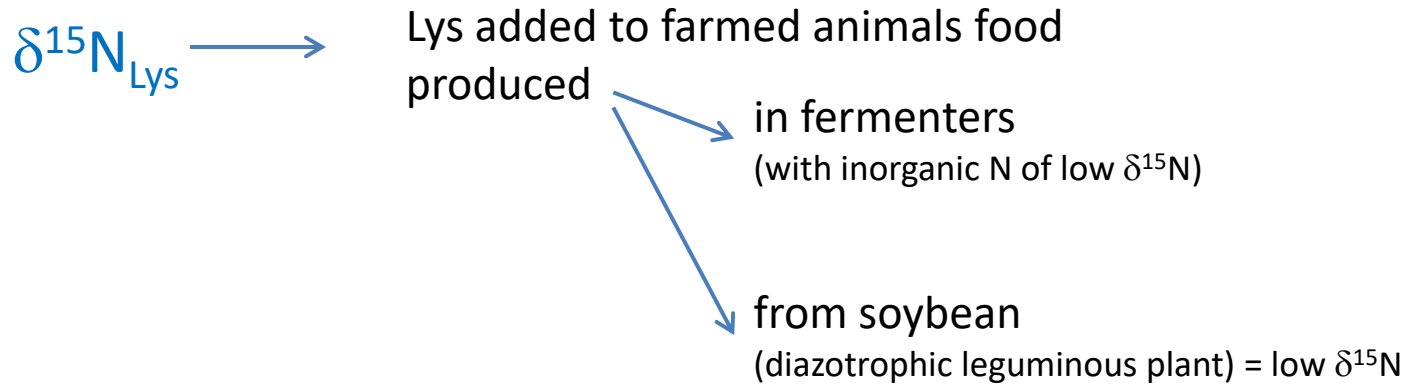 δ¹⁵N_Lys
Lys added to farmed animals food
produced
in fermenters
(with inorganic N of low δ¹⁵N)
from soybean
(diazotrophic leguminous plant) = low δ¹⁵N